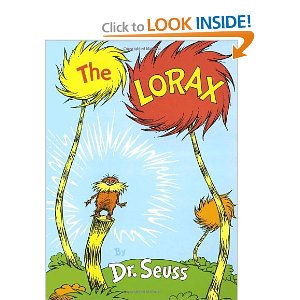 Click to LOOK INSIDE!
The LORAX
By
Dr. Seuss